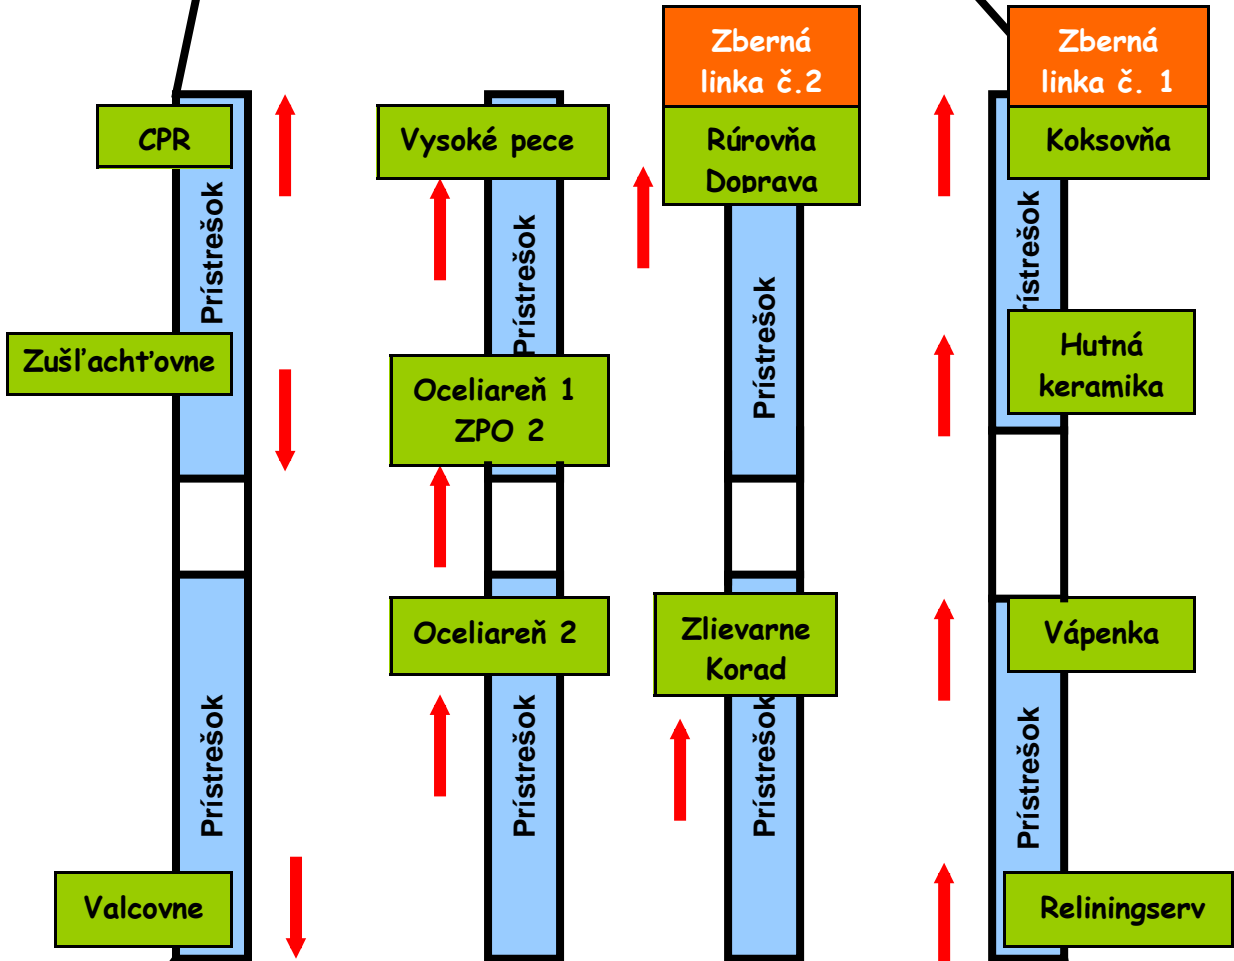 Zberná
linka č.2
Zberná
linka č. 1
CPR
Vysoké pece
Rúrovňa
Doprava
Koksovňa
Prístrešok
Prístrešok
Prístrešok
rístrešok
Zušľachťovne
Oceliareň 1
ZPO 2
Hutná
keramika
Oceliareň 2
Zlievarne
Korad
Vápenka
Prístrešok
Prístrešok
Prístrešok
Prístrešok
Valcovne
Reliningserv